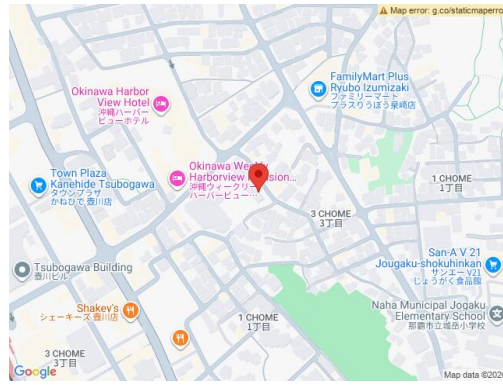 Map error: g.co/staticmaperro
FamilyMart Plus
Ryubo Izumizaki
ファミリーマート
プラスりうぼう泉崎店
Okinawa Harbor
View Hotel
沖縄ハーバー
ビューホテル
Town Plaza
Kanehide Tsubogawa
タウンプラザ
かねひで 壺川店
Okinawa Weekly
Harborview Mansion...
沖縄ウィークリー
ハーバービュー…
1 CHOME
1丁目
3 CHOME
3丁目
San-A V 21
Jougaku-shokuhinkan
サンエー V21
じょうがく食品館
Tsubogawa Building
壺川ビル
Shakey's
シェーキーズ 壺川店
Naha Municipal Jogaku
Elementary School
那覇市立城岳小学校
1 CHOME
1丁目
3 CHOME
3丁目
1 CHOME
1丁目
Google
Map data ©202